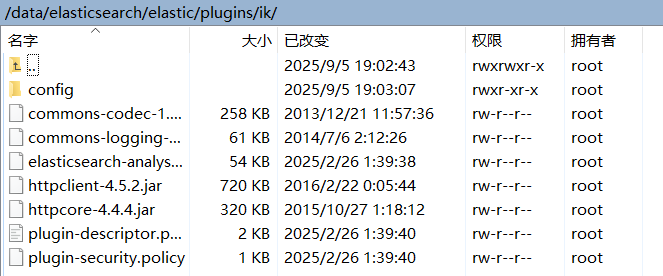 /data/elasticsearch/elastic/plugins/ik/
名字 大小 已改变 权限 拥有者
.. 2025/9/5 19:02:43 rwxrwxr-x root
config 2025/9/5 19:03:07 rwxr-xr-x root
commons-codec-1.... 258 KB 2013/12/21 11:57:36 rw-r--r-- root
commons-logging-... 61 KB 2014/7/6 2:12:26 rw-r--r-- root
elasticsearch-analys... 54 KB 2025/2/26 1:39:38 rw-r--r-- root
httpclient-4.5.2.jar 720 KB 2016/2/22 0:05:44 rw-r--r-- root
httpcore-4.4.4.jar 320 KB 2015/10/27 1:18:12 rw-r--r-- root
plugin-descriptor.p... 2 KB 2025/2/26 1:39:40 rw-r--r-- root
plugin-security.policy 1 KB 2025/2/26 1:39:40 rw-r--r-- root